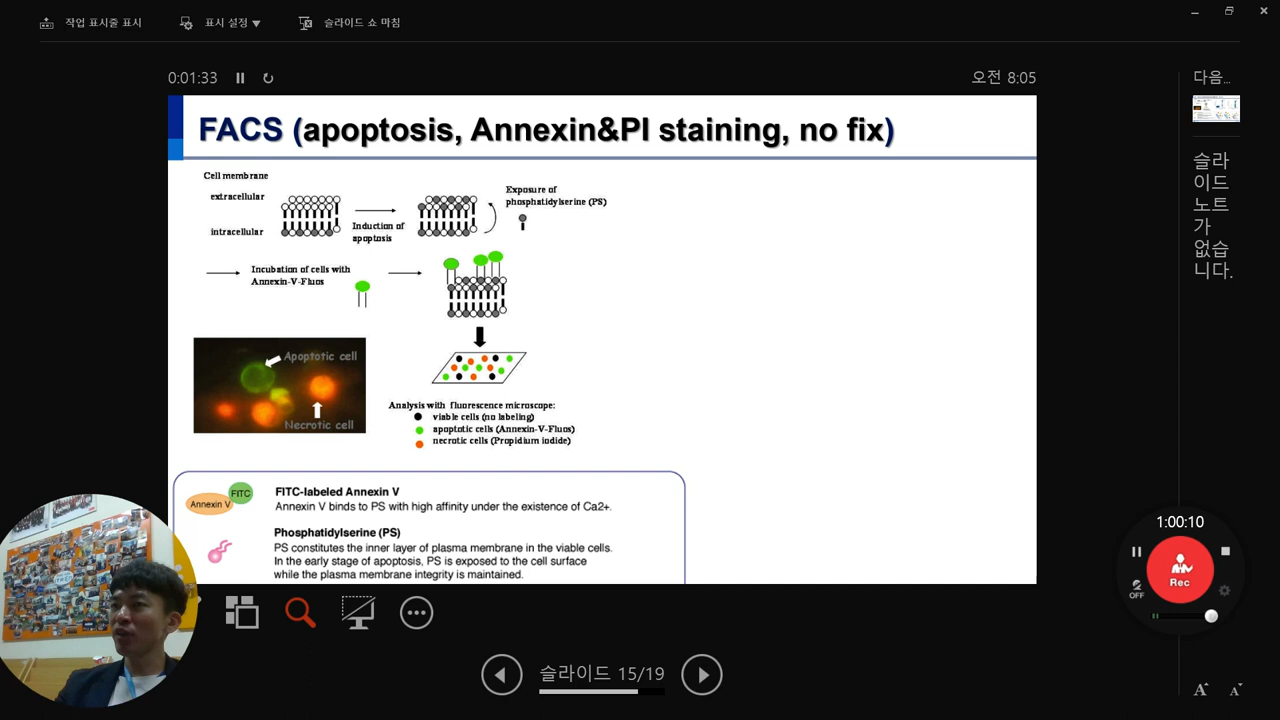 작업 표시줄 표시
표시 설정 ▼
슬라이드 쇼 마침
0:01:33
오전 8:05
다음...
FACS (apoptosis, Annexin&PI staining, no fix)
Cell membrane
extracellular
intracellular
Induction of
apoptosis
Exposure of
phosphatidylserine (PS)
Incubation of cells with
Annexin-V-Fluos
Apoptotic cell
Necrotic cell
Analysis with fluorescence microscope:
viable cells (no labeling)
apoptotic cells (Annexin-V-Fluos)
necrotic cells (Propidium iodide)
Annexin V
FITC
FITC-labeled Annexin V
Annexin V binds to PS with high affinity under the existence of Ca2+.
Phosphatidylserine (PS)
PS constitutes the inner layer of plasma membrane in the viable cells.
In the early stage of apoptosis, PS is exposed to the cell surface
while the plasma membrane integrity is maintained.
슬라
이드
노트
가
없습
니다.
1:00:10
Rec
OFF
슬라이드 15/19
A
A